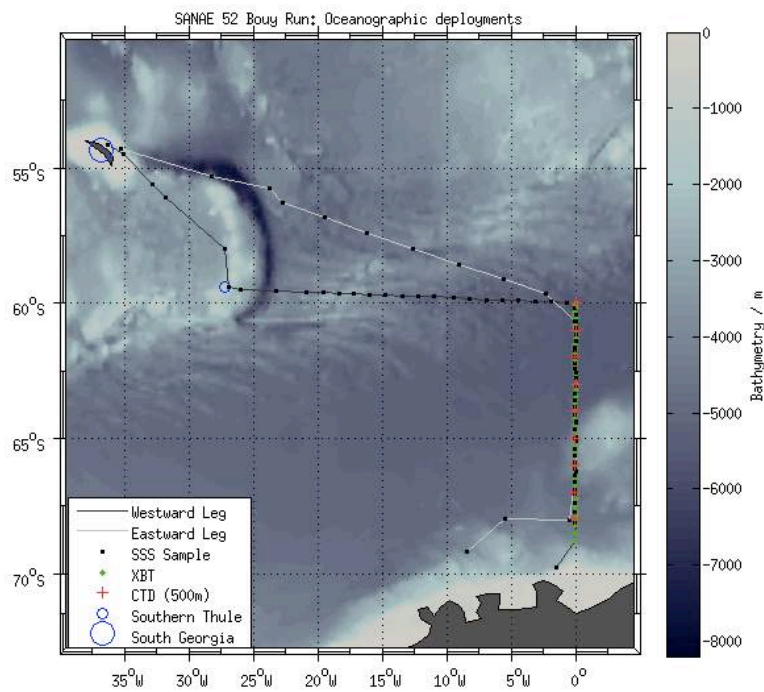 SANAE 52 Bouy Run: Oceanographic deployments
55°S
60°S
65°S
70°S
35°W
30°W
25°W
20°W
15°W
10°W
5°W
0°
Westward Leg
Eastward Leg
SSS Sample
XBT
CTD (500m)
Southern Thule
South Georgia
0
-1000
-2000
-3000
-4000
-5000
-6000
-7000
-8000
Bathymetry / m